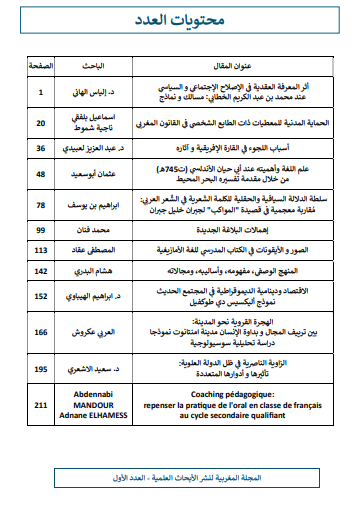 محتويات العدد
عنوان المقال الباحث الصفحة
أثر المعرفة العقدية في الإصلاح الإجتماعي و السياسي
عند محمد بن عبد الكريم الخطابي: مسالك و نماذج
د. إلياس الهاني 1
الحماية المدنية للمعطيات ذات الطابع الشخصي في القانون المغربي
اسماعيل بلفقي
ناجية شموط
20
أسباب اللجوء في القارة الإفريقية و آثاره د. عبد العزيز لعبيدي 36
علم اللغة وأهميته عند أبي حيان الأندلسي (ت745هـ)
من خلال مقدمة تفسيره البحر المحيط
عثمان أبوسعيد 48
سلطة الدلالة السياقية والحقلية للكلمة الشعرية في الشعر العربي:
مُقاربة معجمية في قصيدة "المواكب" لجبران خليل جبران
ابراهيم بن يوسف 78
إهمالات البلاغة الجديدة محمد فنان 99
الصور و الأيقونات في الكتاب المدرسي للغة الأمازيغية المصطفى عقاد 113
المنهج الوصفي، مفهومه، وأساليبه، ومجالاته هشام البدري 142
الاقتصاد ودينامية الديموقراطية في المجتمع الحديث
نموذج أليكسيس دي طوكفيل
د. ابراهيم الهيباوي 152
الهجرة القروية نحو المدينة:
بين ترييف المجال و بداوة الإنسان مدينة امنتانوت نموذجا
دراسة تحليلية سوسيولوجية
العربي عكروش 166
الزاوية الناصرية في ظل الدولة العلوية:
تأثيرها و أدوارها المتعددة
د. سعيد الاشعري 195
Coaching pédagogique:
repenser la pratique de l'oral en classe de français
au cycle secondaire qualifiant
Abdennabi
MANDOUR
Adnane ELHAMESS
211
المجلة المغربية لنشر الأبحاث العلمية - العدد الأول